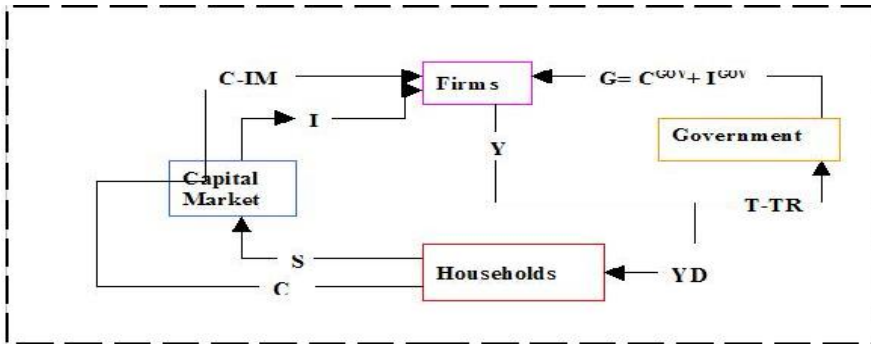 C-IM
Firms
G= C^GOV + I^GOV
I
Government
Y
Capital
Market
T-TR
S
Households
YD
C